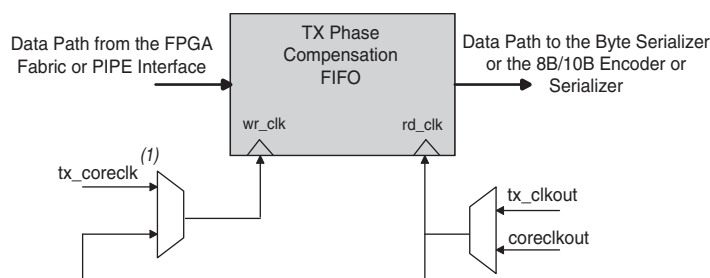 TX Phase
Compensation
FIFO
Data Path from the FPGA
Fabric or PIPE Interface
Data Path to the Byte Serializer
or the 8B/10B Encoder or
Serializer
wr_clk
rd_clk
(1)
tx_coreclk
tx_clkout
coreclkout